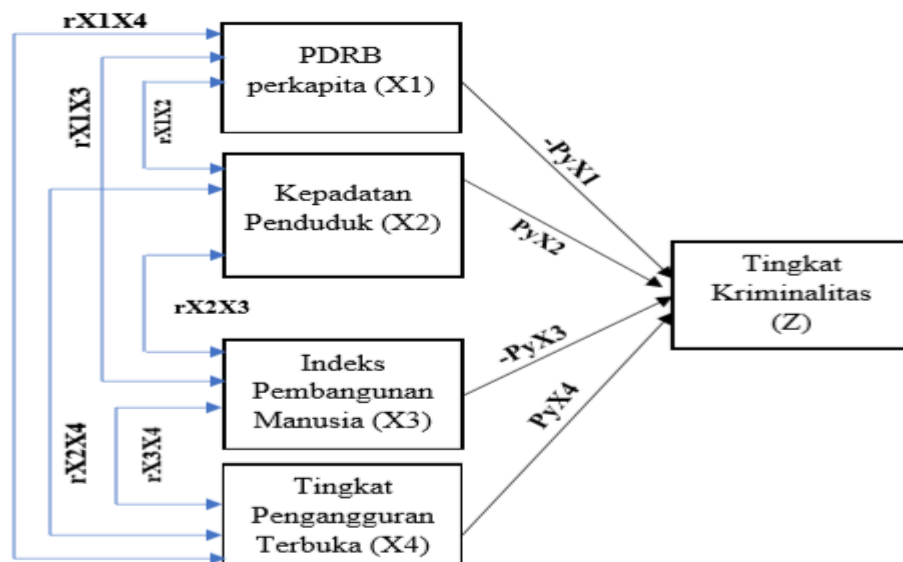 rX1X4
PDRB
perkapita (X1)
rX1X3
rX1X2
-PyX1
Kepadatan
Penduduk (X2)
PyX2
Tingkat
Kriminalitas
(Z)
rX2X3
-PyX3
Indeks
Pembangunan
Manusia (X3)
PyX4
rX2X4
rX3X4
Tingkat
Pengangguran
Terbuka (X4)